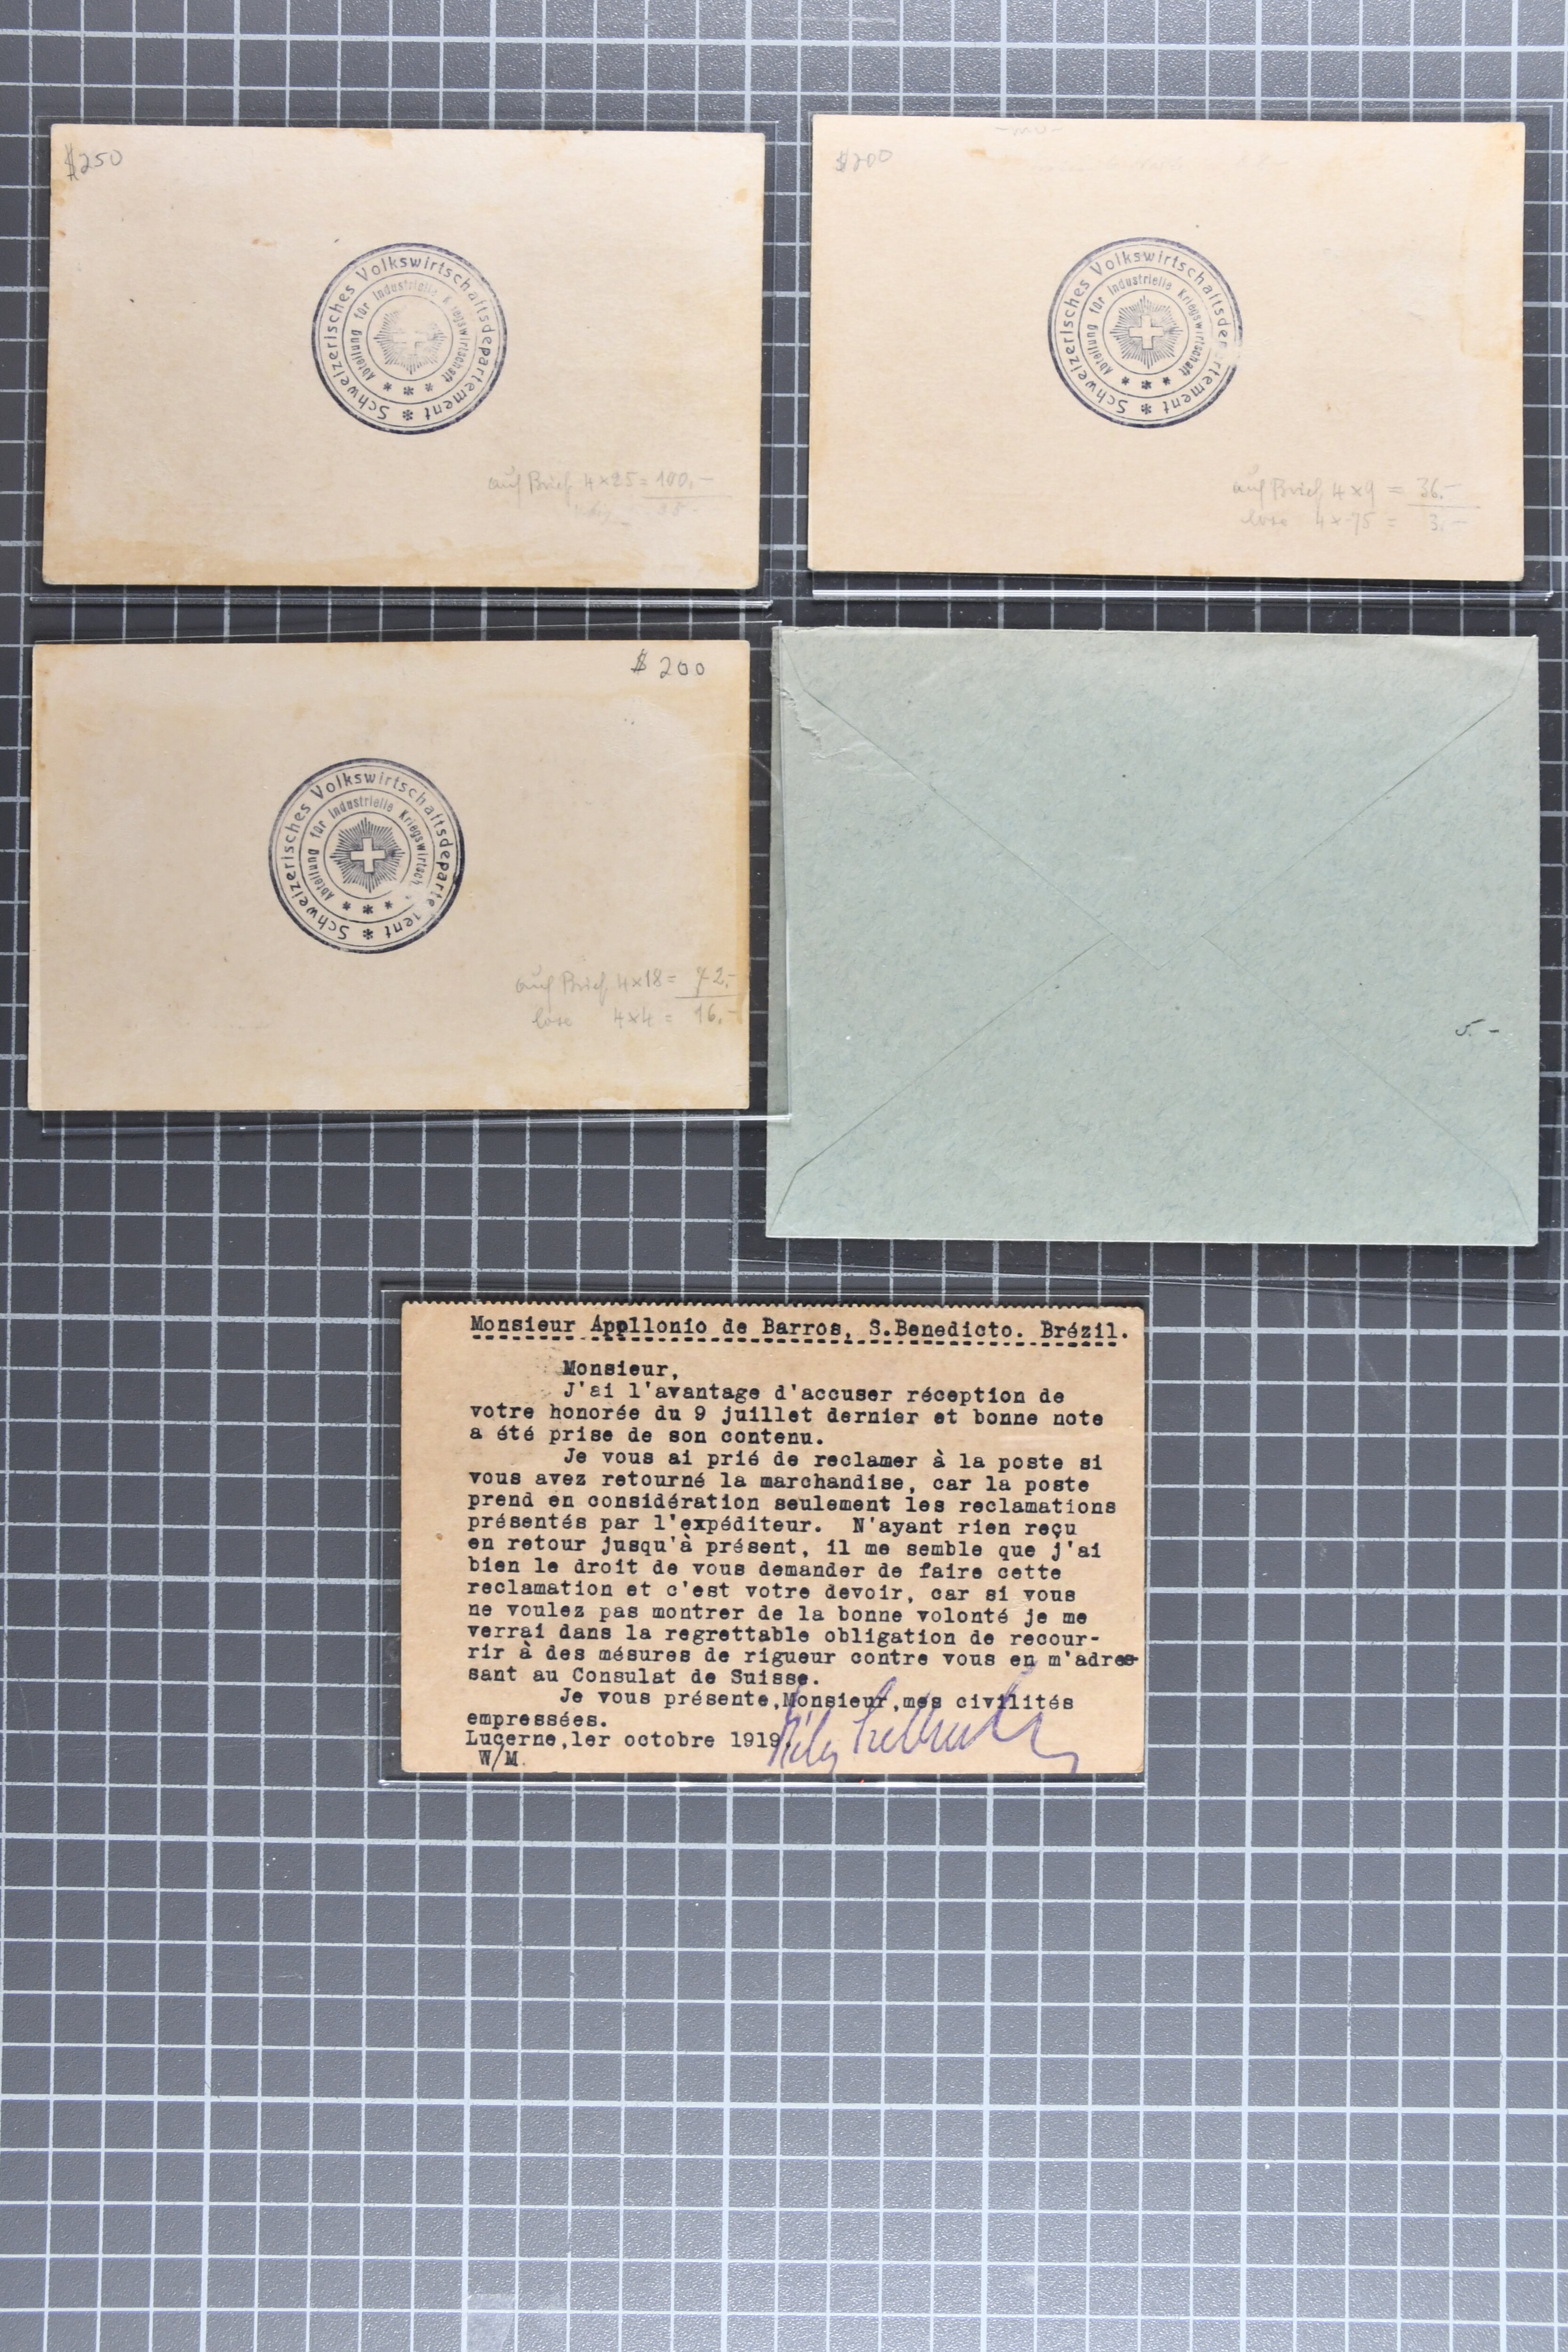 $250
Schweizerisches Volkswirtschaftsdepartement
Abteilung für Industrielle Kriegswirtschaft
auf Brief 4×25 = 100.-
$200
Schweizerisches Volkswirtschaftsdepartement
Abteilung für Industrielle Kriegswirtschaft
auf Brief 4×9 = 36.-
lose 4×75 = 3.-
$ 200
Schweizerisches Volkswirtschaftsdepartement
Abteilung für Industrielle Kriegswirtsch
auf Brief 4×18 = 72.-
lose 4×4 = 16.-
5.-
Monsieur Appllonio de Barros, S.Benedicto. Brézil.
Monsieur,
J'ai l'avantage d'accuser réception de
votre honorée du 9 juillet dernier et bonne note
a été prise de son contenu.
Je vous ai prié de reclamer à la poste si
vous avez retourné la marchandise, car la poste
prend en considération seulement les reclamations
présentés par l'expéditeur. N'ayant rien reçu
en retour jusqu'à présent, il me semble que j'ai
bien le droit de vous demander de faire cette
reclamation et c'est votre devoir, car si vous
ne voulez pas montrer de la bonne volonté je me
verrai dans la regrettable obligation de recour-
rir à des mésures de rigueur contre vous en m'adres
sant au Consulat de Suisse.
Je vous présente,Monsieur,mes civilités
empressées.
Lucerne,1er octobre 1919.
W/M